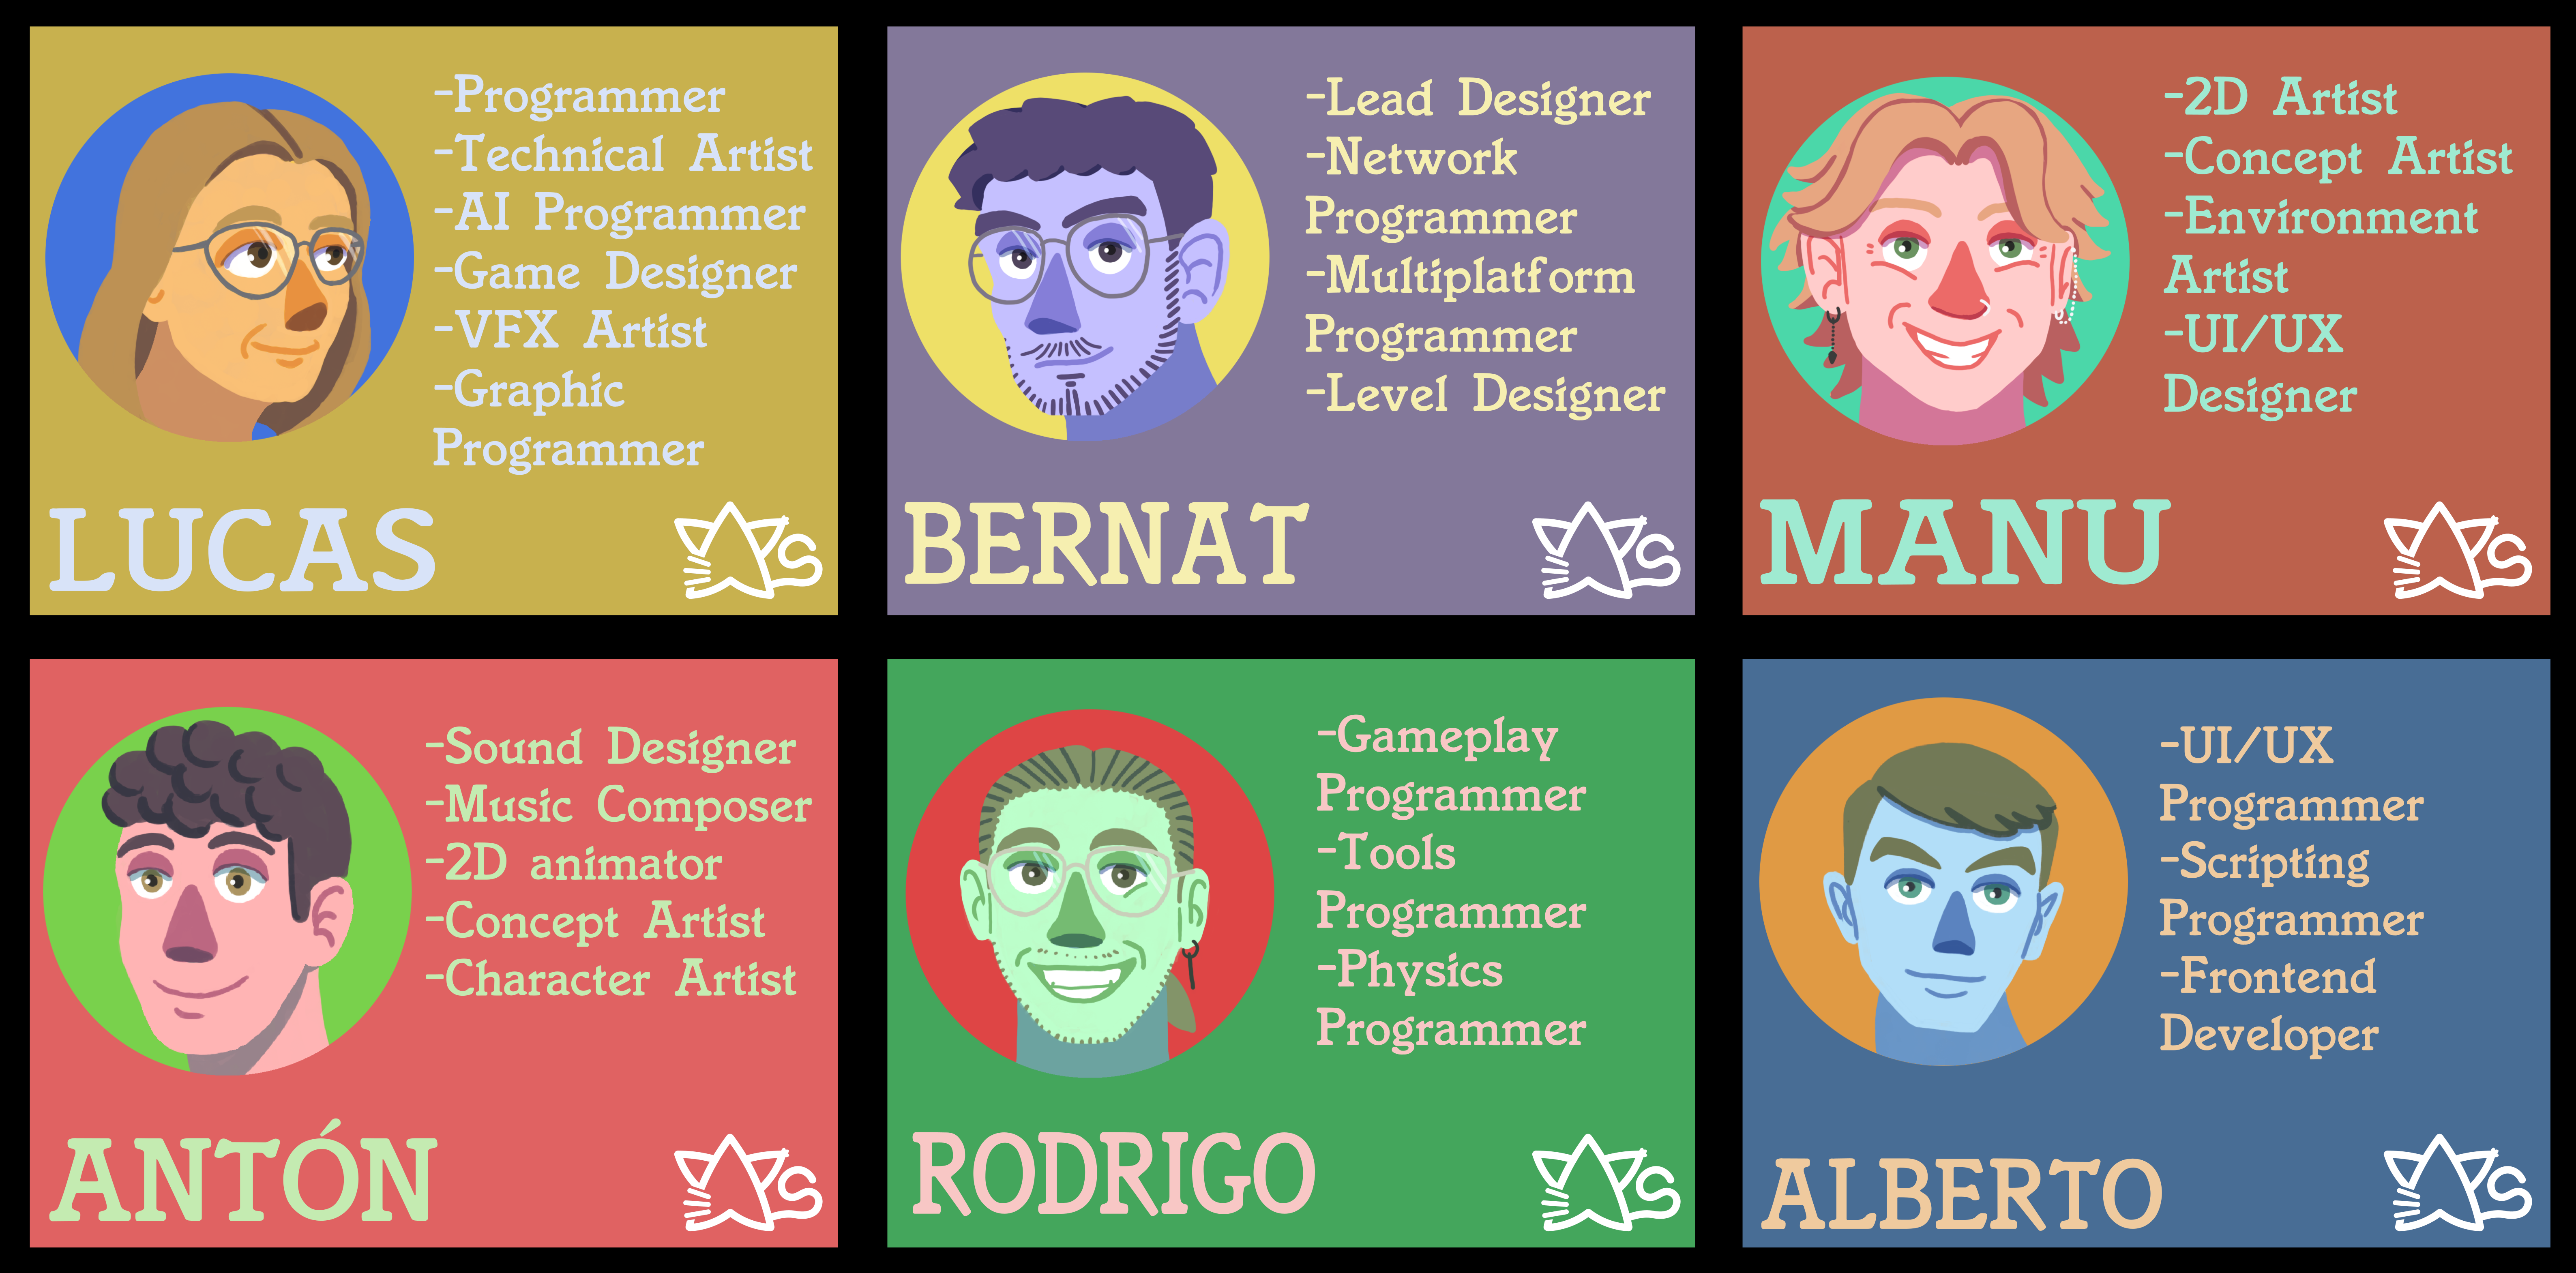 -Programmer
-Technical Artist
-AI Programmer
-Game Designer
-VFX Artist
-Graphic
Programmer
LUCAS
-Lead Designer
-Network
Programmer
-Multiplatform
Programmer
-Level Designer
BERNAT
-2D Artist
-Concept Artist
-Environment
Artist
-UI/UX
Designer
MANU
-Sound Designer
-Music Composer
-2D animator
-Concept Artist
-Character Artist
ANTÓN
-Gameplay
Programmer
-Tools
Programmer
-Physics
Programmer
RODRIGO
-UI/UX
Programmer
-Scripting
Programmer
-Frontend
Developer
ALBERTO